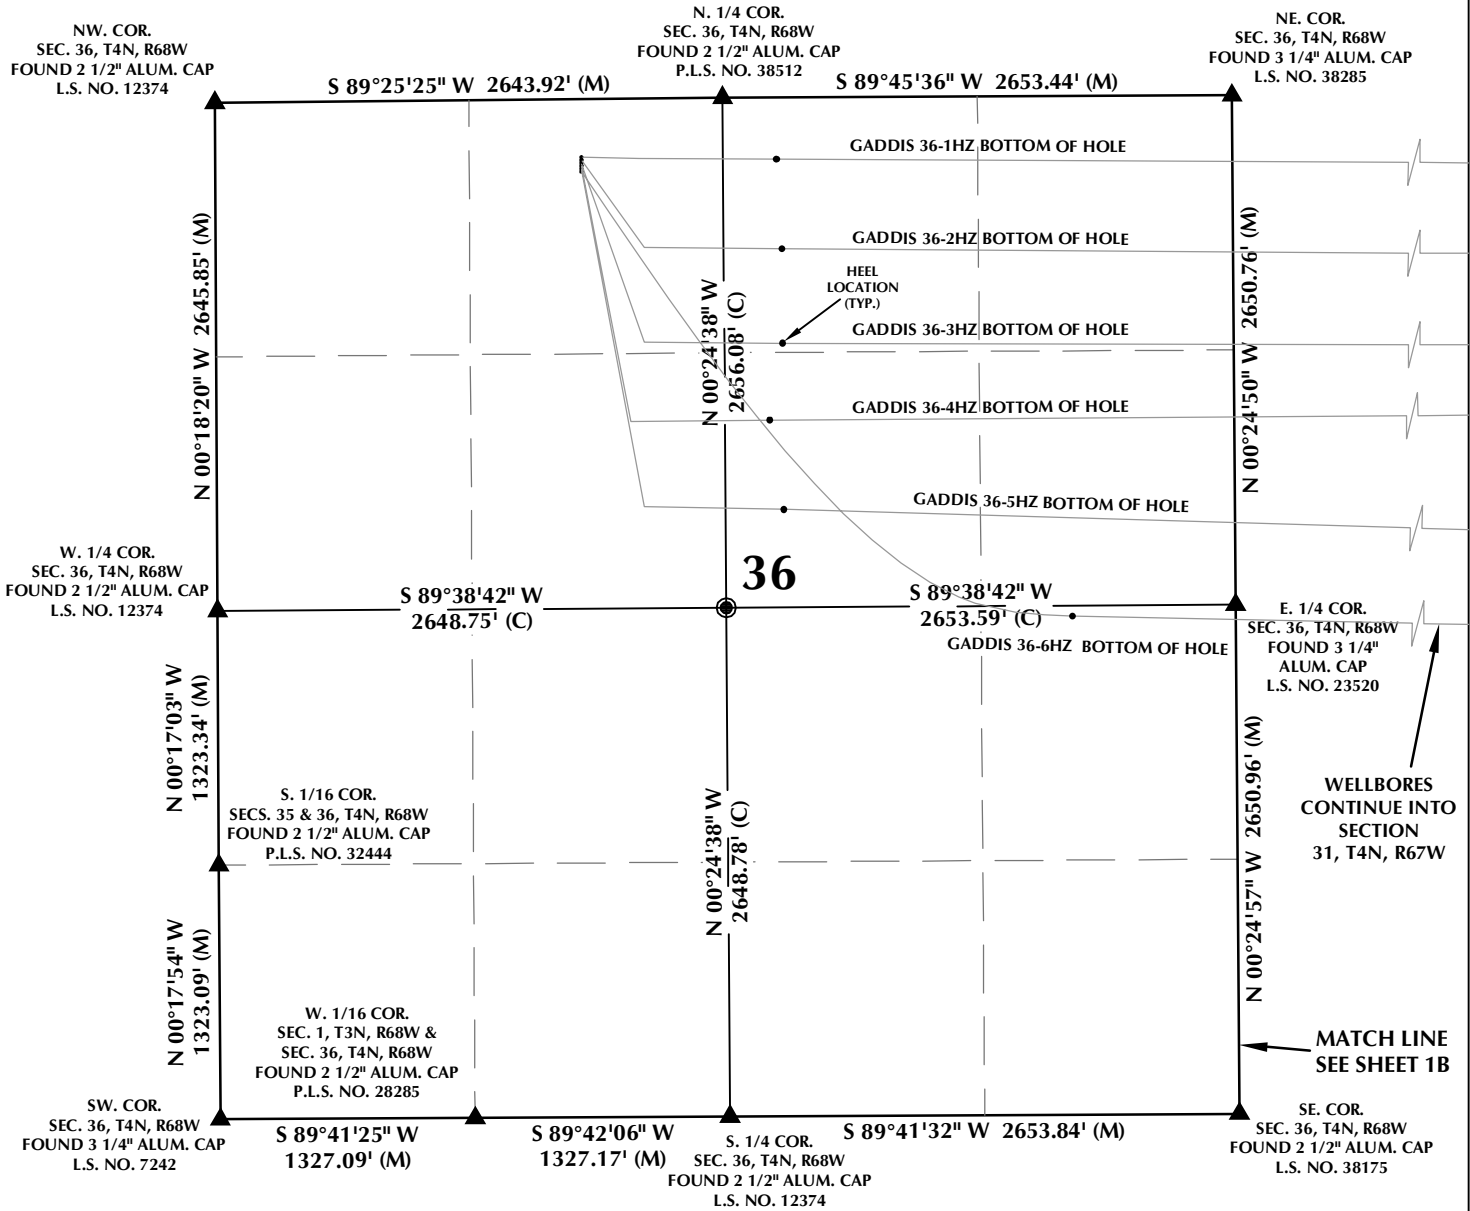 NW. COR.
SEC. 36, T4N, R68W
FOUND 2 1/2" ALUM. CAP
L.S. NO. 12374
N. 1/4 COR.
SEC. 36, T4N, R68W
FOUND 2 1/2" ALUM. CAP
P.L.S. NO. 38512
NE. COR.
SEC. 36, T4N, R68W
FOUND 3 1/4" ALUM. CAP
L.S. NO. 38285
S 89°25'25" W 2643.92' (M)
S 89°45'36" W 2653.44' (M)
GADDIS 36-1HZ BOTTOM OF HOLE
GADDIS 36-2HZ BOTTOM OF HOLE
HEEL
LOCATION
(TYP.)
GADDIS 36-3HZ BOTTOM OF HOLE
GADDIS 36-4HZ BOTTOM OF HOLE
GADDIS 36-5HZ BOTTOM OF HOLE
N 00°18'20" W 2645.85' (M)
N 00°24'38" W
2656.08' (C)
N 00°24'50" W 2650.76' (M)
W. 1/4 COR.
SEC. 36, T4N, R68W
FOUND 2 1/2" ALUM. CAP
L.S. NO. 12374
36
S 89°38'42" W
2648.75' (C)
S 89°38'42" W
2653.59' (C)
GADDIS 36-6HZ BOTTOM OF HOLE
E. 1/4 COR.
SEC. 36, T4N, R68W
FOUND 3 1/4"
ALUM. CAP
L.S. NO. 23520
N 00°17'03" W
1323.34' (M)
S. 1/16 COR.
SECS. 35 & 36, T4N, R68W
FOUND 2 1/2" ALUM. CAP
P.L.S. NO. 32444
N 00°24'38" W
2648.78' (C)
N 00°24'57" W 2650.96' (M)
WELLBORES
CONTINUE INTO
SECTION
31, T4N, R67W
N 00°17'54" W
1323.09' (M)
W. 1/16 COR.
SEC. 1, T3N, R68W &
SEC. 36, T4N, R68W
FOUND 2 1/2" ALUM. CAP
P.L.S. NO. 28285
MATCH LINE
SEE SHEET 1B
SW. COR.
SEC. 36, T4N, R68W
FOUND 3 1/4" ALUM. CAP
L.S. NO. 7242
S 89°41'25" W
1327.09' (M)
S 89°42'06" W
1327.17' (M)
S. 1/4 COR.
SEC. 36, T4N, R68W
FOUND 2 1/2" ALUM. CAP
L.S. NO. 12374
S 89°41'32" W 2653.84' (M)
SE. COR.
SEC. 36, T4N, R68W
FOUND 2 1/2" ALUM. CAP
L.S. NO. 38175